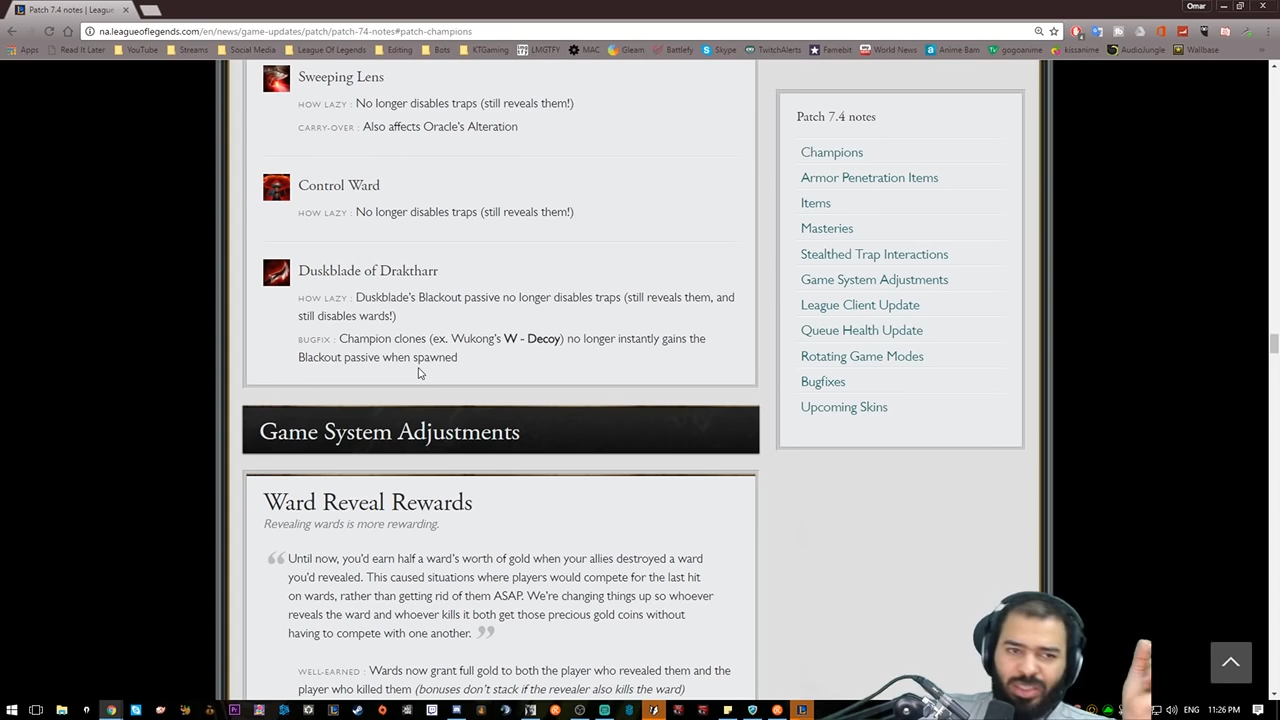 Patch 7.4 notes | League
Omar
na.leagueoflegends.com/en/news/game-updates/patch/patch-74-notes#patch-champions
Apps Read It Later YouTube Streams Social Media League Of Legends Editing Bots KTGaming LMGTFY MAC Gleam Battlefy Skype TwitchAlerts Famebit World News Anime Bam gogoanime kissanime AudioJungle Wallbase
Sweeping Lens
HOW LAZY : No longer disables traps (still reveals them!)
CARRY-OVER : Also affects Oracle's Alteration
Control Ward
HOW LAZY : No longer disables traps (still reveals them!)
Duskblade of Draktharr
HOW LAZY : Duskblade's Blackout passive no longer disables traps (still reveals them, and
still disables wards!)
BUGFIX : Champion clones (ex. Wukong's W - Decoy) no longer instantly gains the
Blackout passive when spawned
Game System Adjustments
Ward Reveal Rewards
Revealing wards is more rewarding.
Until now, you'd earn half a ward's worth of gold when your allies destroyed a ward
you'd revealed. This caused situations where players would compete for the last hit
on wards, rather than getting rid of them ASAP. We're changing things up so whoever
reveals the ward and whoever kills it both get those precious gold coins without
having to compete with one another.
WELL-EARNED : Wards now grant full gold to both the player who revealed them and the
player who killed them (bonuses don't stack if the revealer also kills the ward)
Patch 7.4 notes
Champions
Armor Penetration Items
Items
Masteries
Stealthed Trap Interactions
Game System Adjustments
League Client Update
Queue Health Update
Rotating Game Modes
Bugfixes
Upcoming Skins
ENG 11:26 PM